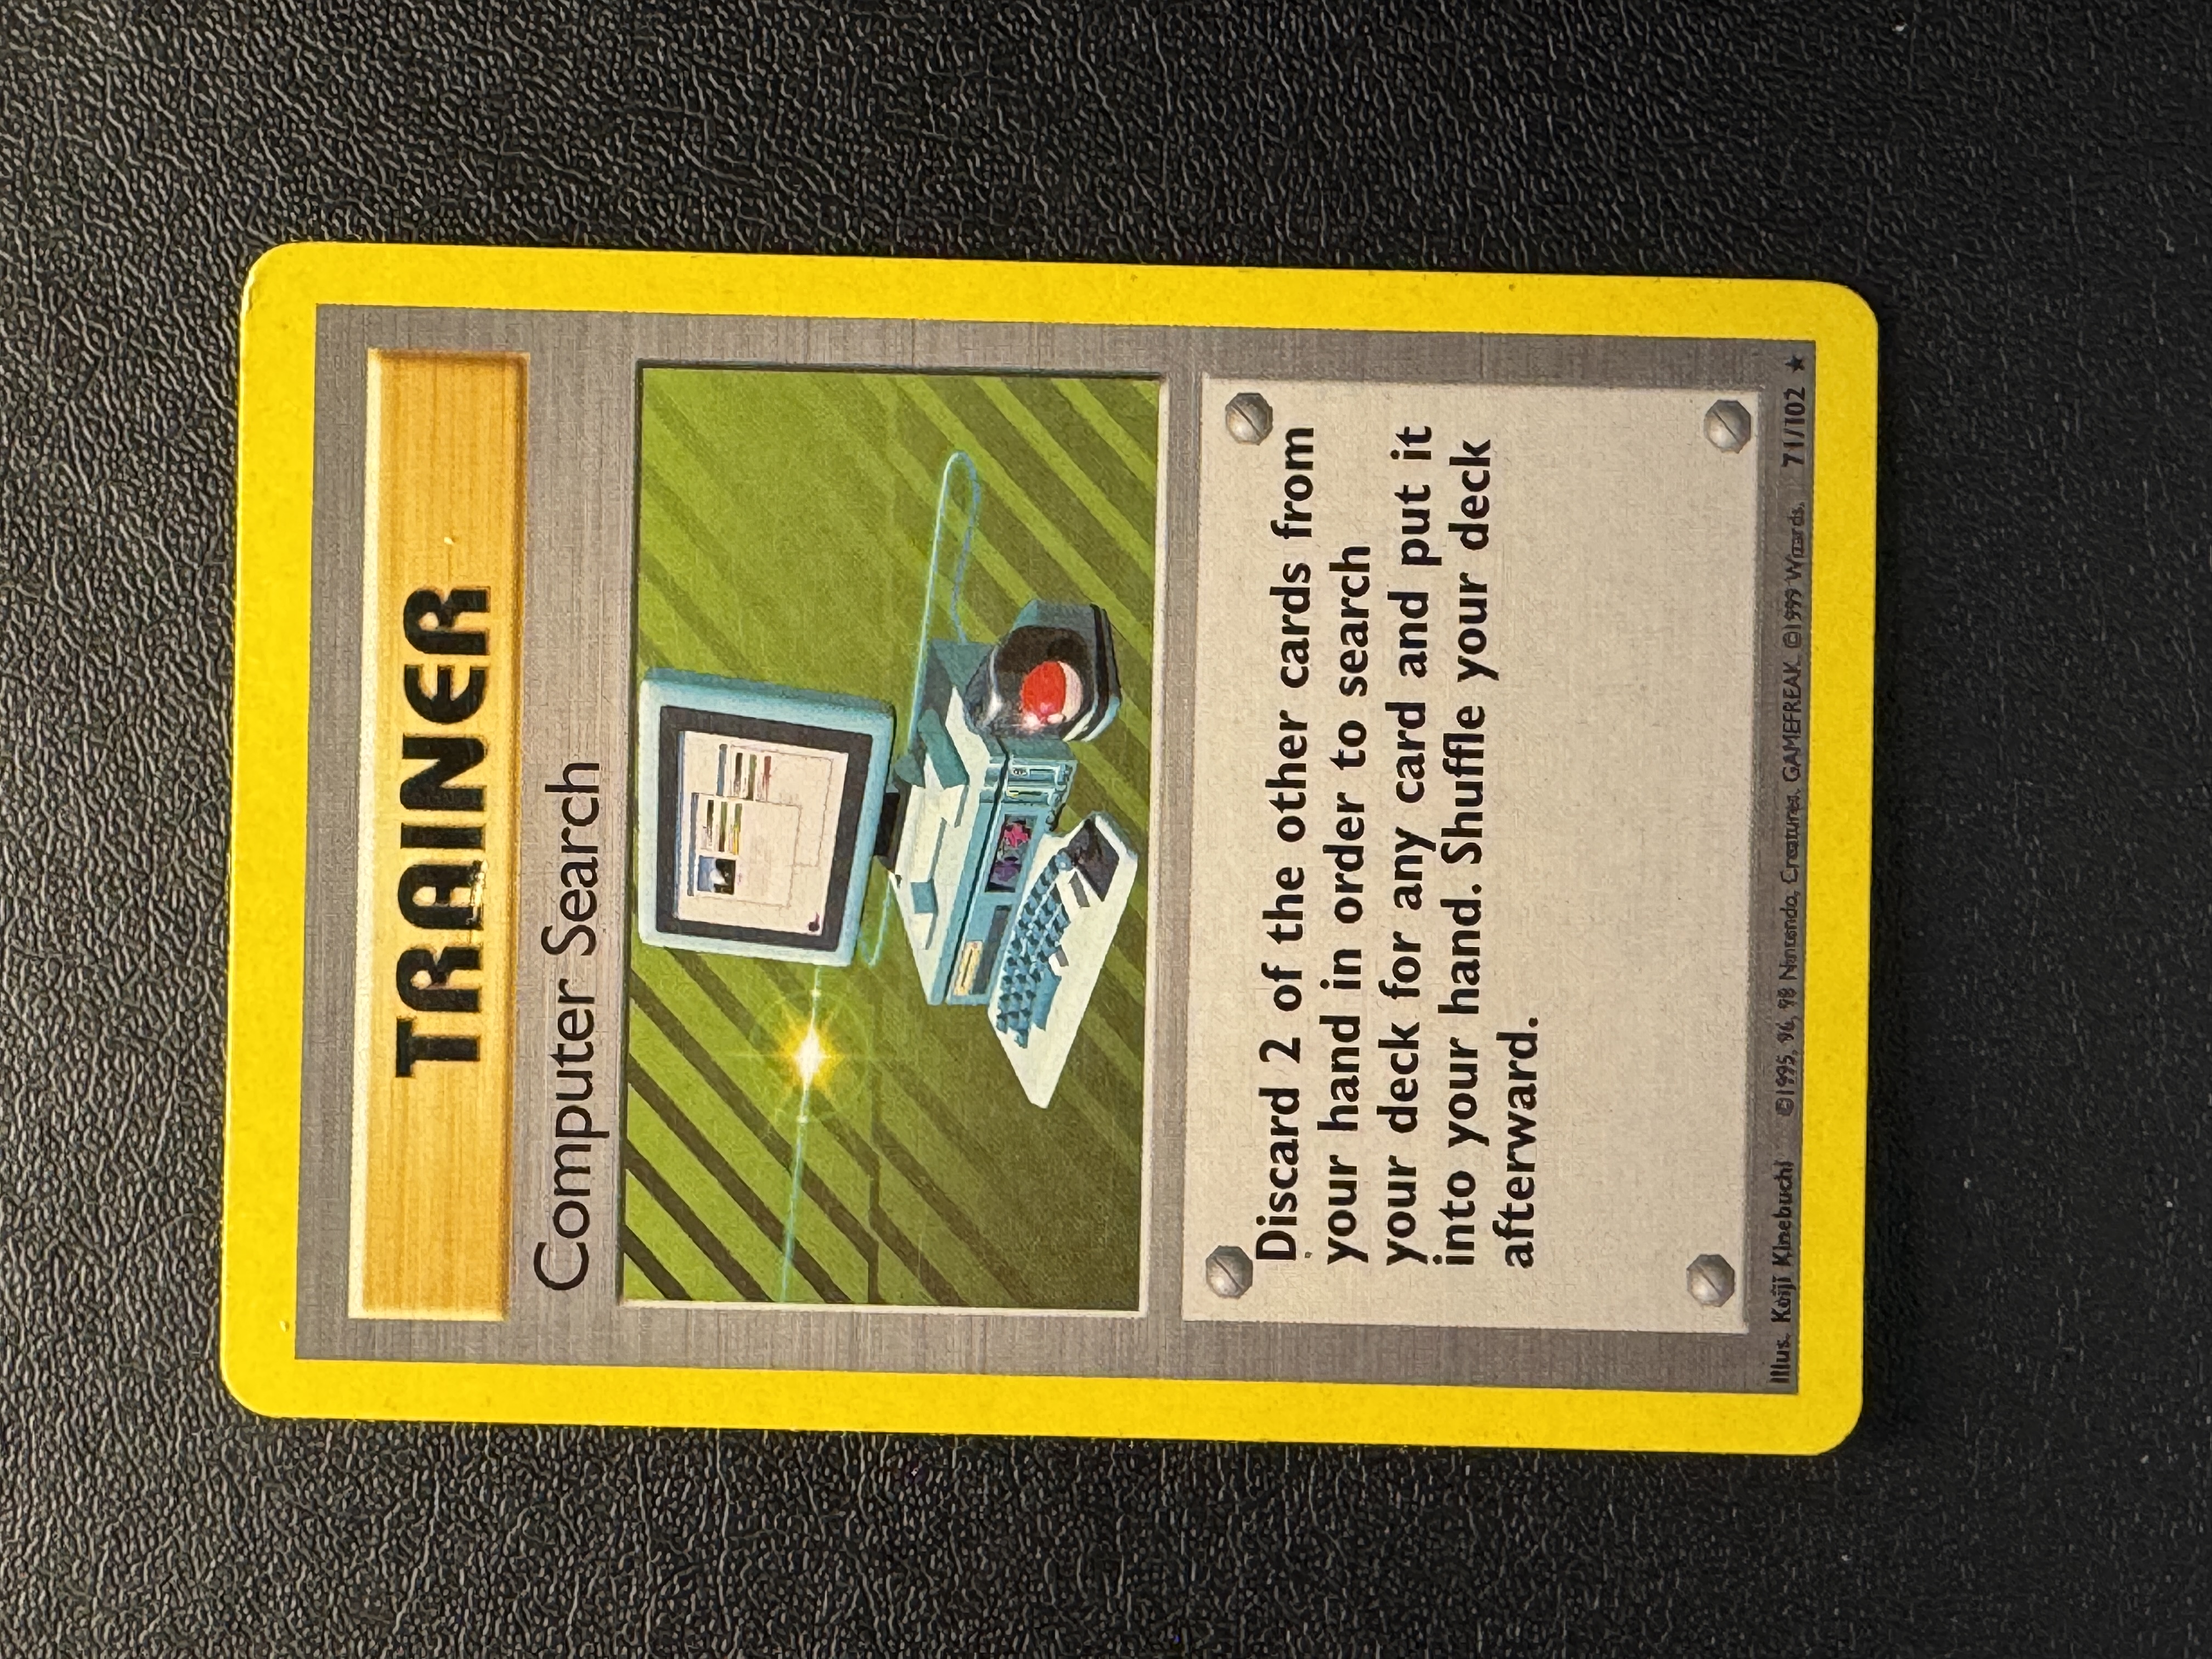 TRAINER
Computer Search
Discard 2 of the other cards from
your hand in order to search
your deck for any card and put it
into your hand. Shuffle your deck
afterward.
Illus. Keiji Kinebuchi ©1995, 96, 98 Nintendo, Creatures, GAMEFREAK. ©1999 Wizards. 71/102 ★